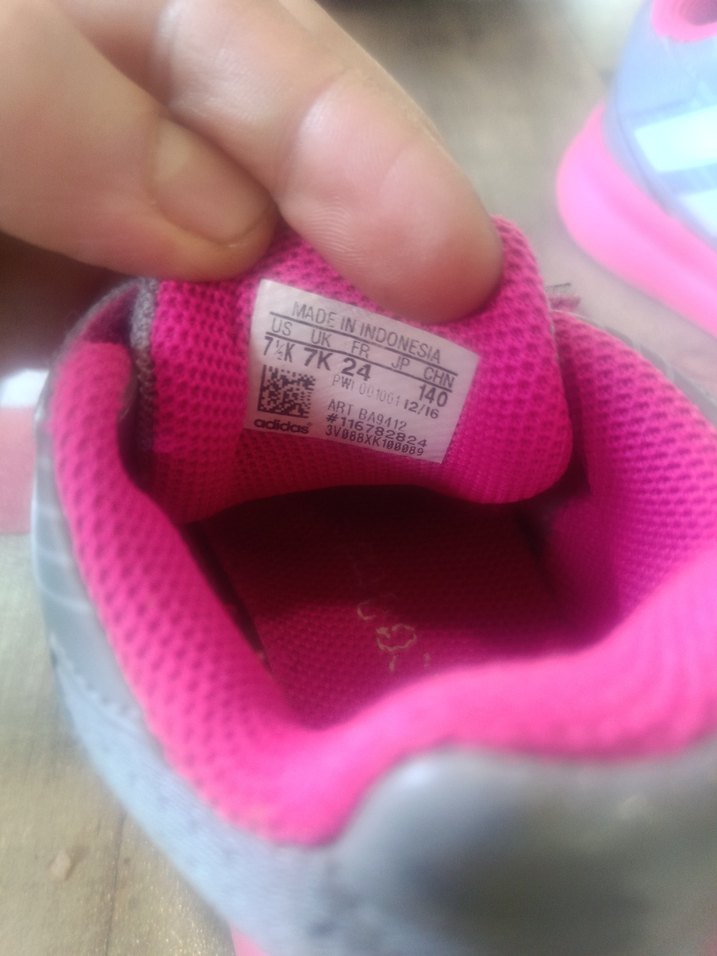 MADE IN INDONESIA
US UK FR JP CHN
7½K 7K 24 140
PWI 001001 12/16
ART BA9412
#116782824
adidas 3V088XK100089